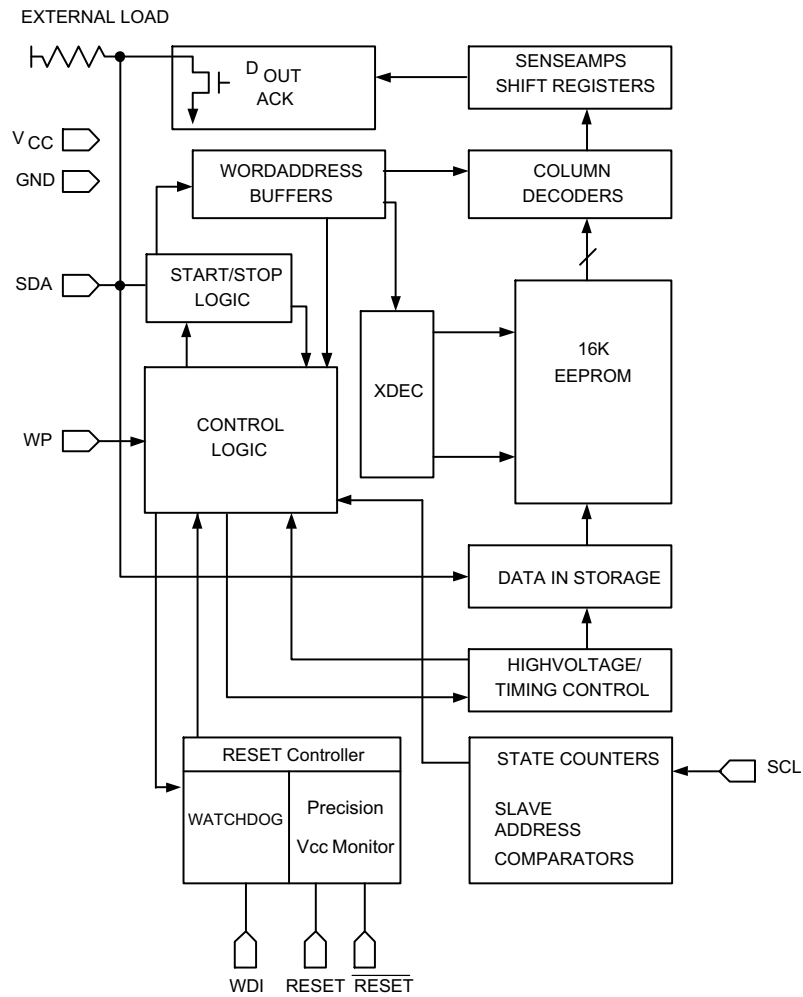 EXTERNAL LOAD
D OUT
ACK
SENSEAMPS
SHIFT REGISTERS
VCC
GND
WORDADDRESS
BUFFERS
COLUMN
DECODERS
SDA
START/STOP
LOGIC
XDEC
16K
EEPROM
WP
CONTROL
LOGIC
DATA IN STORAGE
HIGHVOLTAGE/
TIMING CONTROL
RESET Controller
WATCHDOG
Precision
Vcc Monitor
STATE COUNTERS
SLAVE
ADDRESS
COMPARATORS
SCL
WDI
RESET
RESET